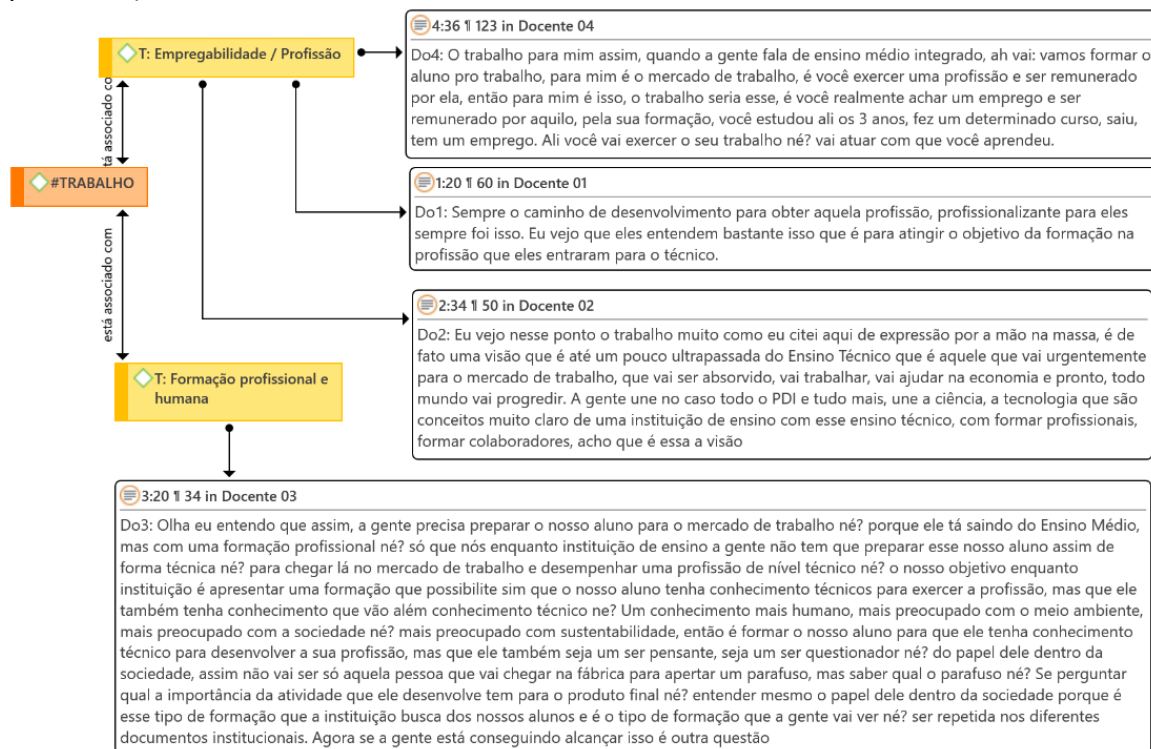 4:36 ¶ 123 in Docente 04
T: Empregabilidade / Profissão
Do4: O trabalho para mim assim, quando a gente fala de ensino médio integrado, ah vai: vamos formar o
aluno pro trabalho, para mim é o mercado de trabalho, é você exercer uma profissão e ser remunerado
por ela, então para mim é isso, o trabalho seria esse, é você realmente achar um emprego e ser
remunerado por aquilo, pela sua formação, você estudou ali os 3 anos, fez um determinado curso, saiu,
tem um emprego. Ali você vai exercer o seu trabalho né? vai atuar com que você aprendeu.
tá associado co
#TRABALHO
1:20 ¶ 60 in Docente 01
Do1: Sempre o caminho de desenvolvimento para obter aquela profissão, profissionalizante para eles
sempre foi isso. Eu vejo que eles entendem bastante isso que é para atingir o objetivo da formação na
profissão que eles entraram para o técnico.
está associado com
2:34 ¶ 50 in Docente 02
Do2: Eu vejo nesse ponto o trabalho muito como eu citei aqui de expressão por a mão na massa, é de
fato uma visão que é até um pouco ultrapassada do Ensino Técnico que é aquele que vai urgentemente
para o mercado de trabalho, que vai ser absorvido, vai trabalhar, vai ajudar na economia e pronto, todo
mundo vai progredir. A gente une no caso todo o PDI e tudo mais, une a ciência, a tecnologia que são
conceitos muito claro de uma instituição de ensino com esse ensino técnico, com formar profissionais,
formar colaboradores, acho que é essa a visão
T: Formação profissional e
humana
3:20 ¶ 34 in Docente 03
Do3: Olha eu entendo que assim, a gente precisa preparar o nosso aluno para o mercado de trabalho né? porque ele tá saindo do Ensino Médio,
mas com uma formação profissional né? só que nós enquanto instituição de ensino a gente não tem que preparar esse nosso aluno assim de
forma técnica né? para chegar lá no mercado de trabalho e desempenhar uma profissão de nível técnico né? o nosso objetivo enquanto
instituição é apresentar uma formação que possibilite sim que o nosso aluno tenha conhecimento técnicos para exercer a profissão, mas que ele
também tenha conhecimento que vão além conhecimento técnico ne? Um conhecimento mais humano, mais preocupado com o meio ambiente,
mais preocupado com a sociedade né? mais preocupado com sustentabilidade, então é formar o nosso aluno para que ele tenha conhecimento
técnico para desenvolver a sua profissão, mas que ele também seja um ser pensante, seja um ser questionador né? do papel dele dentro da
sociedade, assim não vai ser só aquela pessoa que vai chegar na fábrica para apertar um parafuso, mas saber qual o parafuso né? Se perguntar
qual a importância da atividade que ele desenvolve tem para o produto final né? entender mesmo o papel dele dentro da sociedade porque é
esse tipo de formação que a instituição busca dos nossos alunos e é o tipo de formação que a gente vai ver né? ser repetida nos diferentes
documentos institucionais. Agora se a gente está conseguindo alcançar isso é outra questão